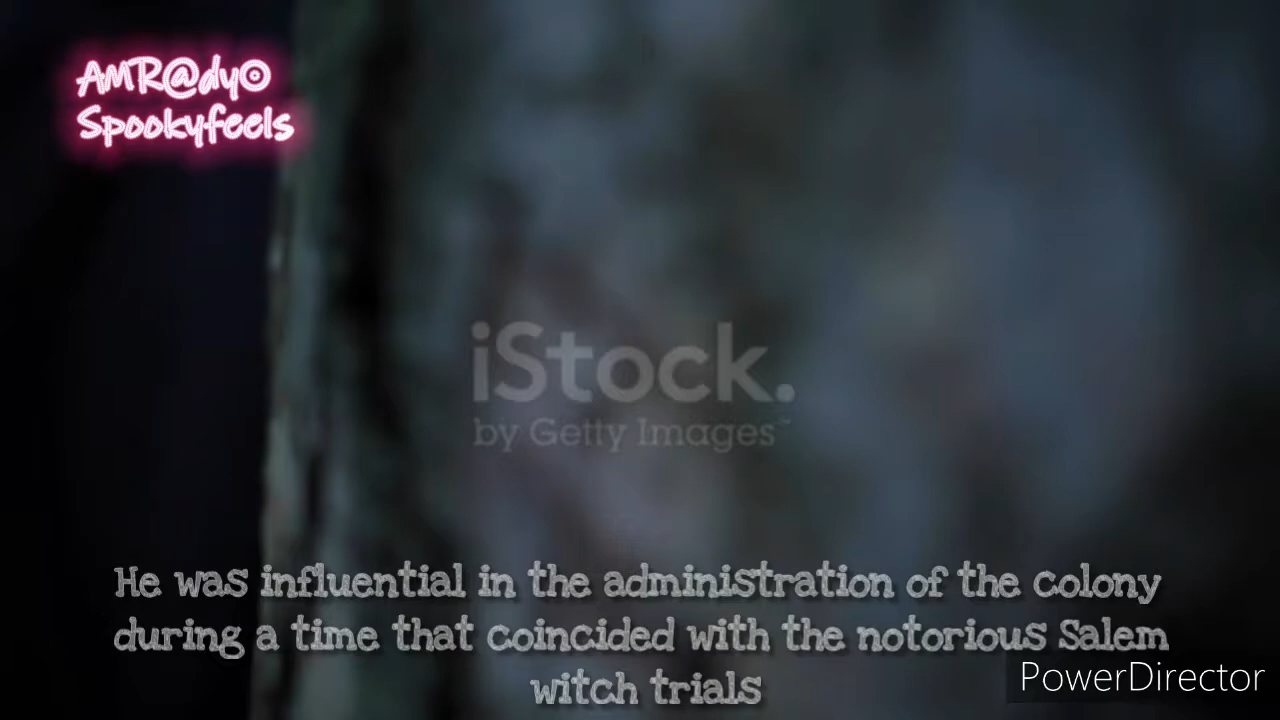 AMR@dy⊙
Spookyfeels
iStock.
by Getty Images™
He was influential in the administration of the colony
during a time that coincided with the notorious Salem
witch trials
PowerDirector